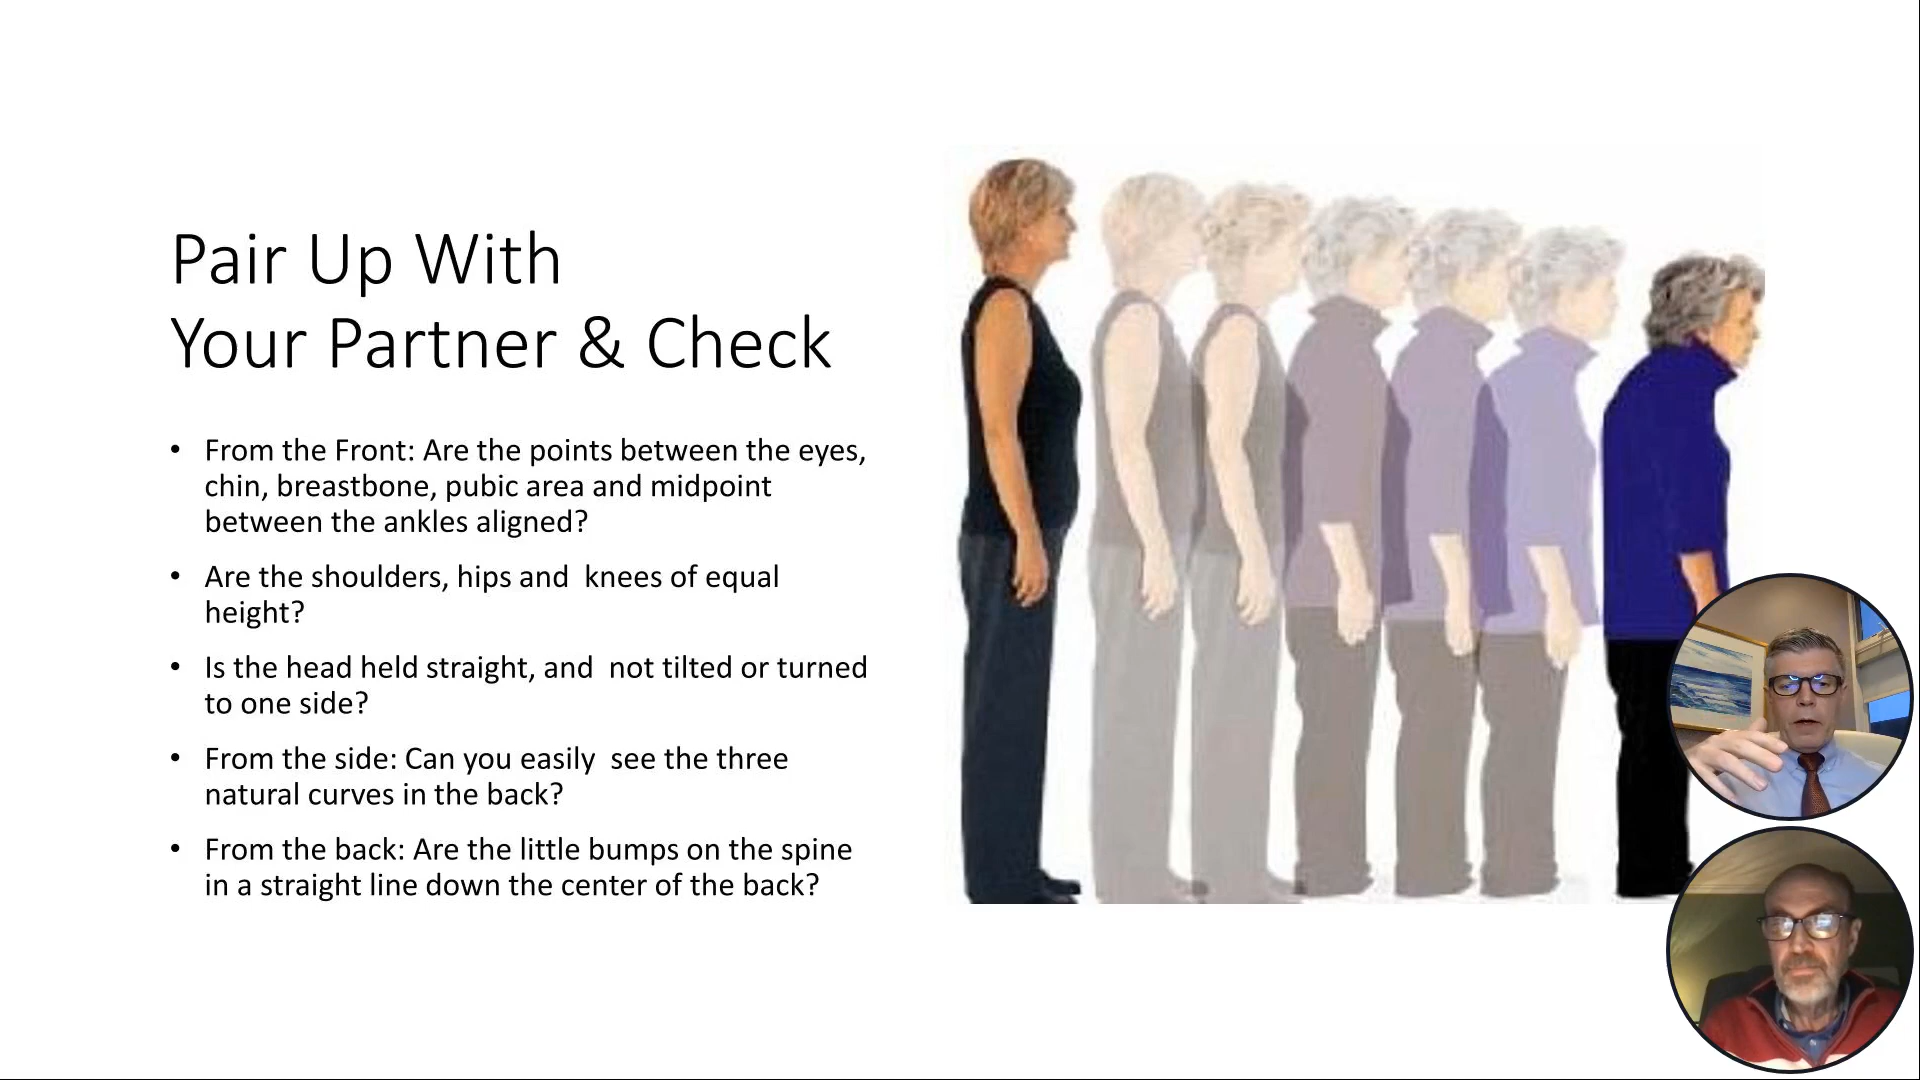 Pair Up With
Your Partner & Check
• From the Front: Are the points between the eyes,
chin, breastbone, pubic area and midpoint
between the ankles aligned?
• Are the shoulders, hips and  knees of equal
height?
• Is the head held straight, and  not tilted or turned
to one side?
• From the side: Can you easily  see the three
natural curves in the back?
• From the back: Are the little bumps on the spine
in a straight line down the center of the back?